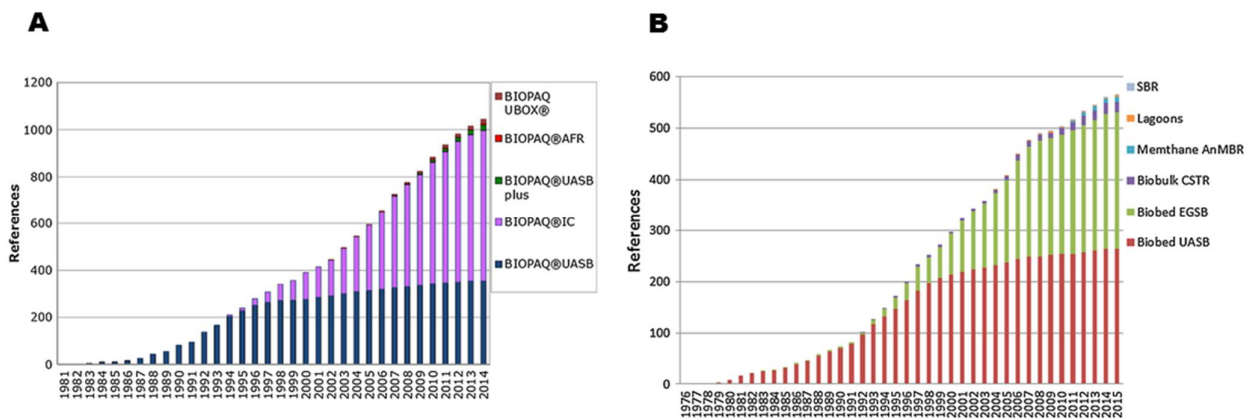 A
1200
1000
800
600
400
200
0
References
1981 1982 1983 1984 1985 1986 1987 1988 1989 1990 1991 1992 1993 1994 1995 1996 1997 1998 1999 2000 2001 2002 2003 2004 2005 2006 2007 2008 2009 2010 2011 2012 2013 2014
BIOPAQ
UBOX®
BIOPAQ®AFR
BIOPAQ®UASB
plus
BIOPAQ®IC
BIOPAQ®UASB
B
600
500
400
300
200
100
0
References
1976 1977 1978 1979 1980 1981 1982 1983 1984 1985 1986 1987 1988 1989 1990 1991 1992 1993 1994 1995 1996 1997 1998 1999 2000 2001 2002 2003 2004 2005 2006 2007 2008 2009 2010 2011 2012 2013 2014 2015
SBR
Lagoons
Memthane AnMBR
Biobulk CSTR
Biobed EGSB
Biobed UASB